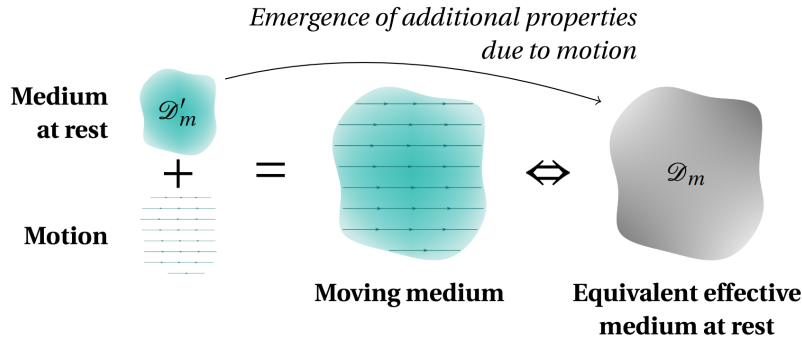 Emergence of additional properties
due to motion
Medium
at rest
𝒟′ₘ
+
=
⇔
𝒟ₘ
Motion
Moving medium
Equivalent effective
medium at rest